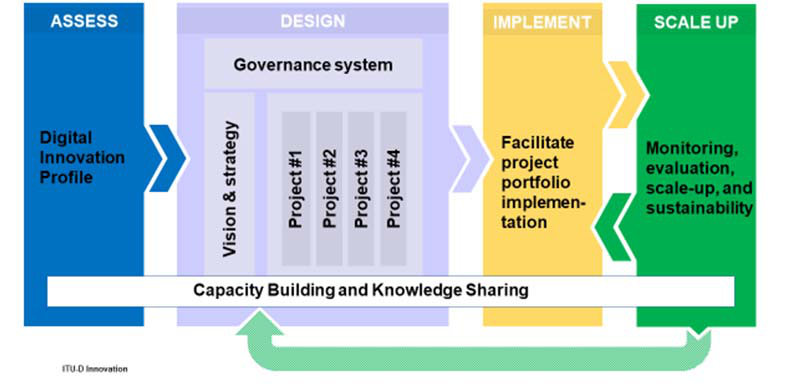 ASSESS
DESIGN
IMPLEMENT
SCALE UP
Governance system
Digital
Innovation
Profile
Vision & strategy
Project #1
Project #2
Project #3
Project #4
Facilitate
project
portfolio
implemen-
tation
Monitoring,
evaluation,
scale-up, and
sustainability
Capacity Building and Knowledge Sharing
ITU-D Innovation